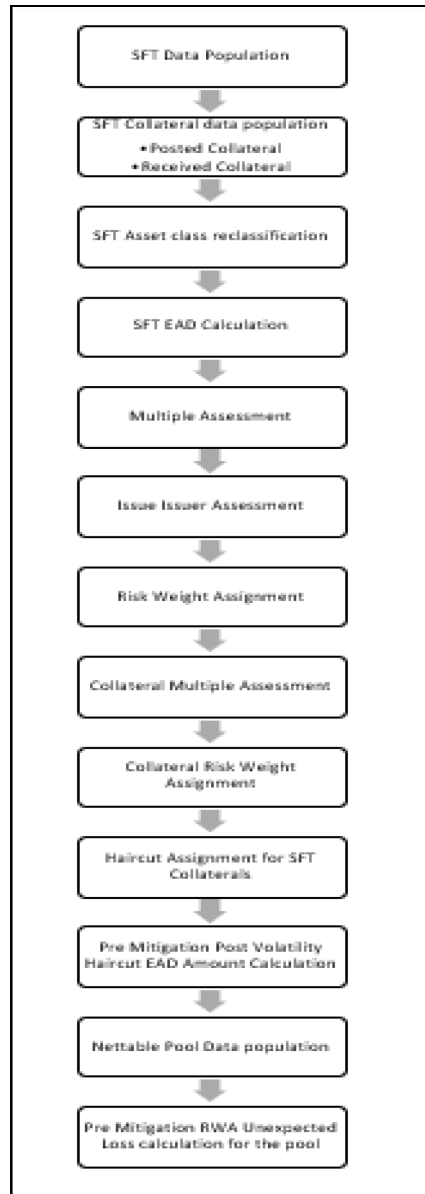 SFT Data Population
SFT Collateral data population
•Posted Collateral
•Received Collateral
SFT Asset class reclassification
SFT EAD Calculation
Multiple Assessment
Issue Issuer Assessment
Risk Weight Assignment
Collateral Multiple Assessment
Collateral Risk Weight
Assignment
Haircut Assignment for SFT
Collaterals
Pre Mitigation Post Volatility
Haircut EAD Amount Calculation
Nettable Pool Data population
Pre Mitigation RWA Unexpected
Loss calculation for the pool